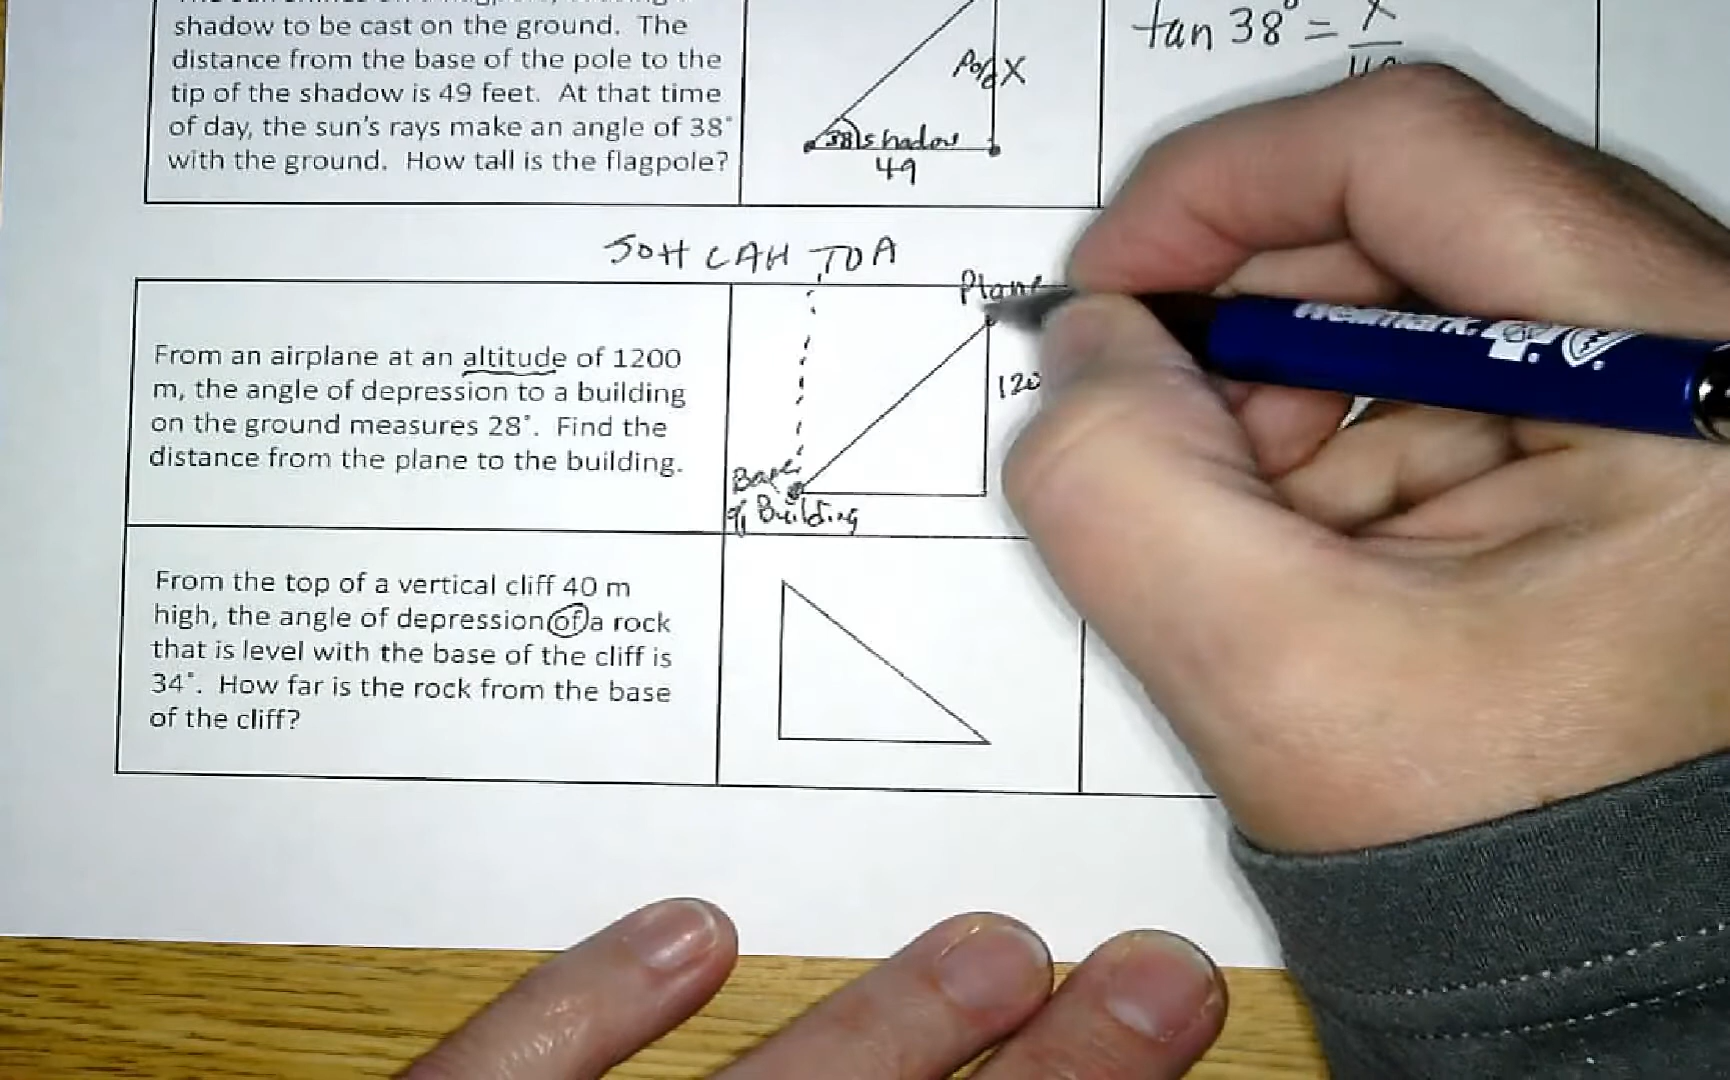 shadow to be cast on the ground. The
distance from the base of the pole to the
tip of the shadow is 49 feet. At that time
of day, the sun's rays make an angle of 38°
with the ground. How tall is the flagpole?
Pole X
38° shadow
49
tan 38° = x
SOH CAH TOA
From an airplane at an altitude of 1200
m, the angle of depression to a building
on the ground measures 28°. Find the
distance from the plane to the building.
Plane
120
Base
of Building
From the top of a vertical cliff 40 m
high, the angle of depression of a rock
that is level with the base of the cliff is
34°. How far is the rock from the base
of the cliff?